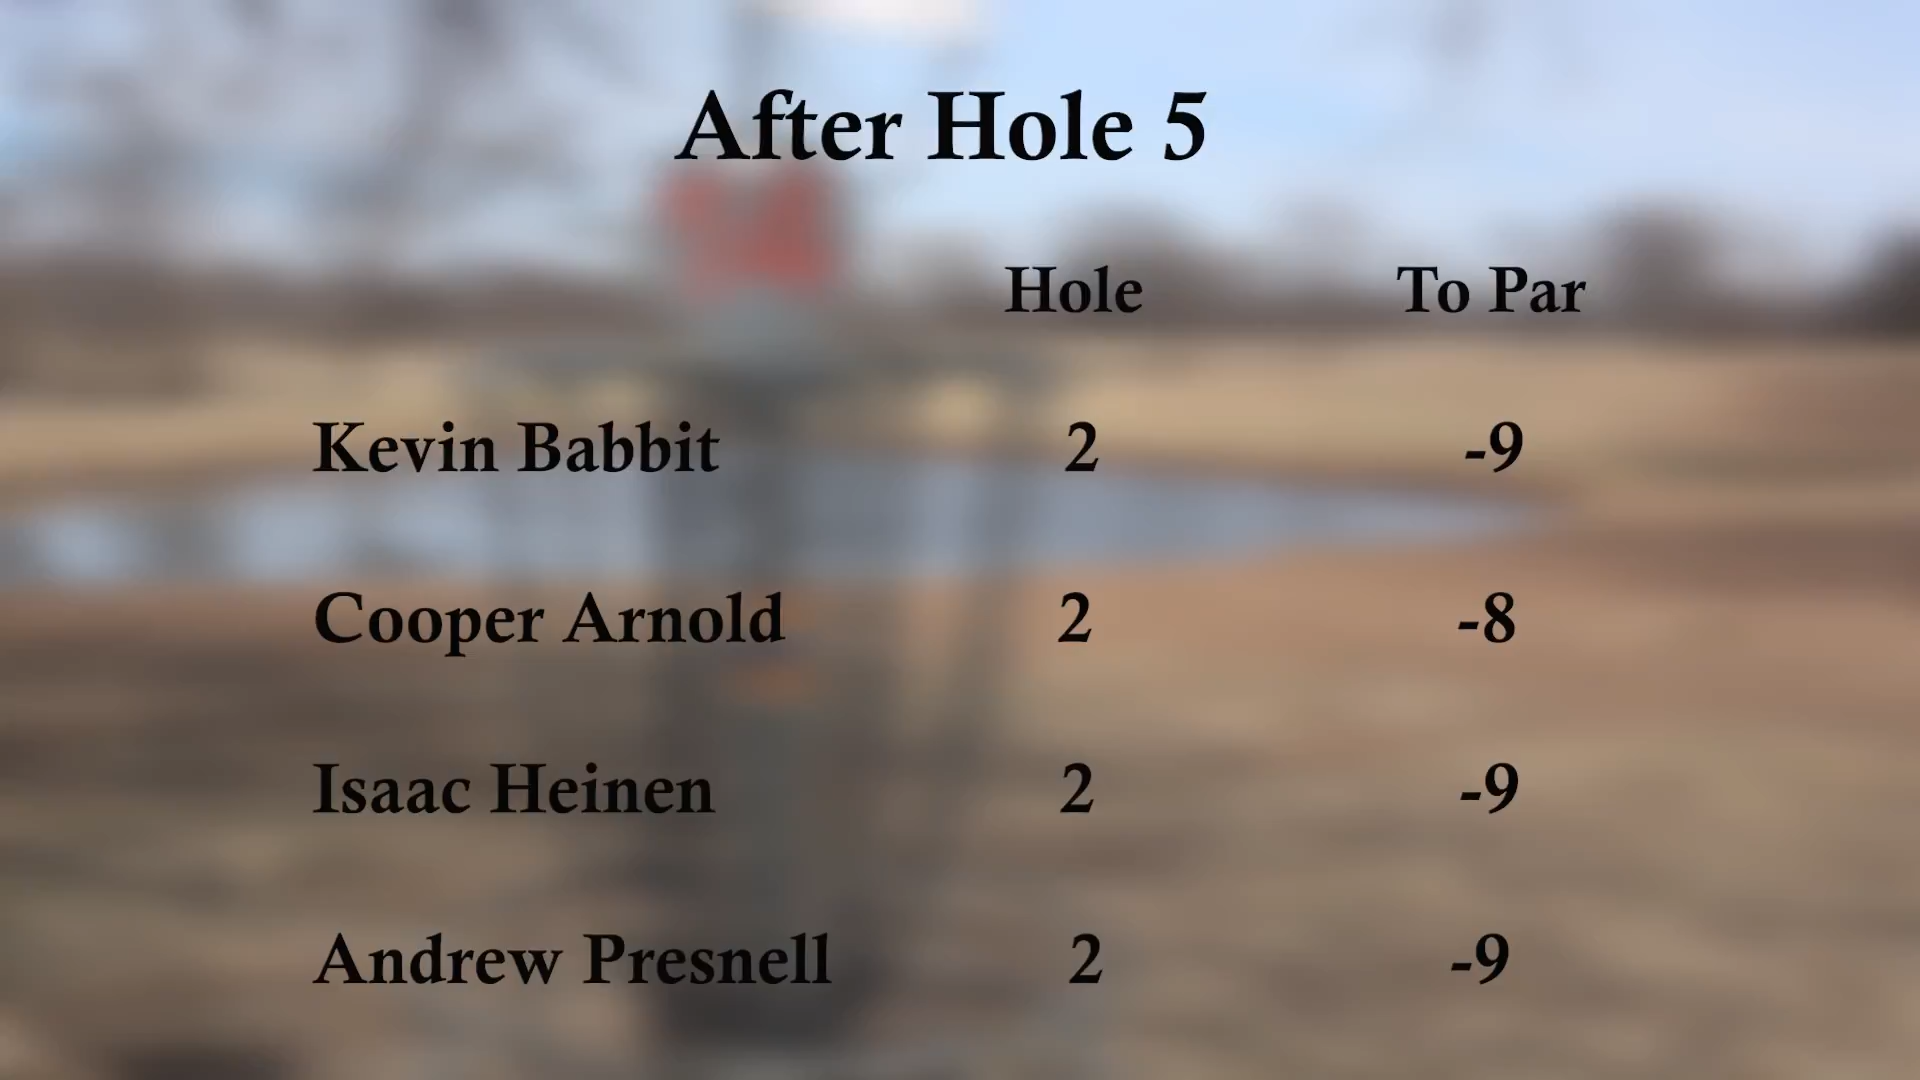 After Hole 5
Hole To Par
Kevin Babbit 2 -9
Cooper Arnold 2 -8
Isaac Heinen 2 -9
Andrew Presnell 2 -9